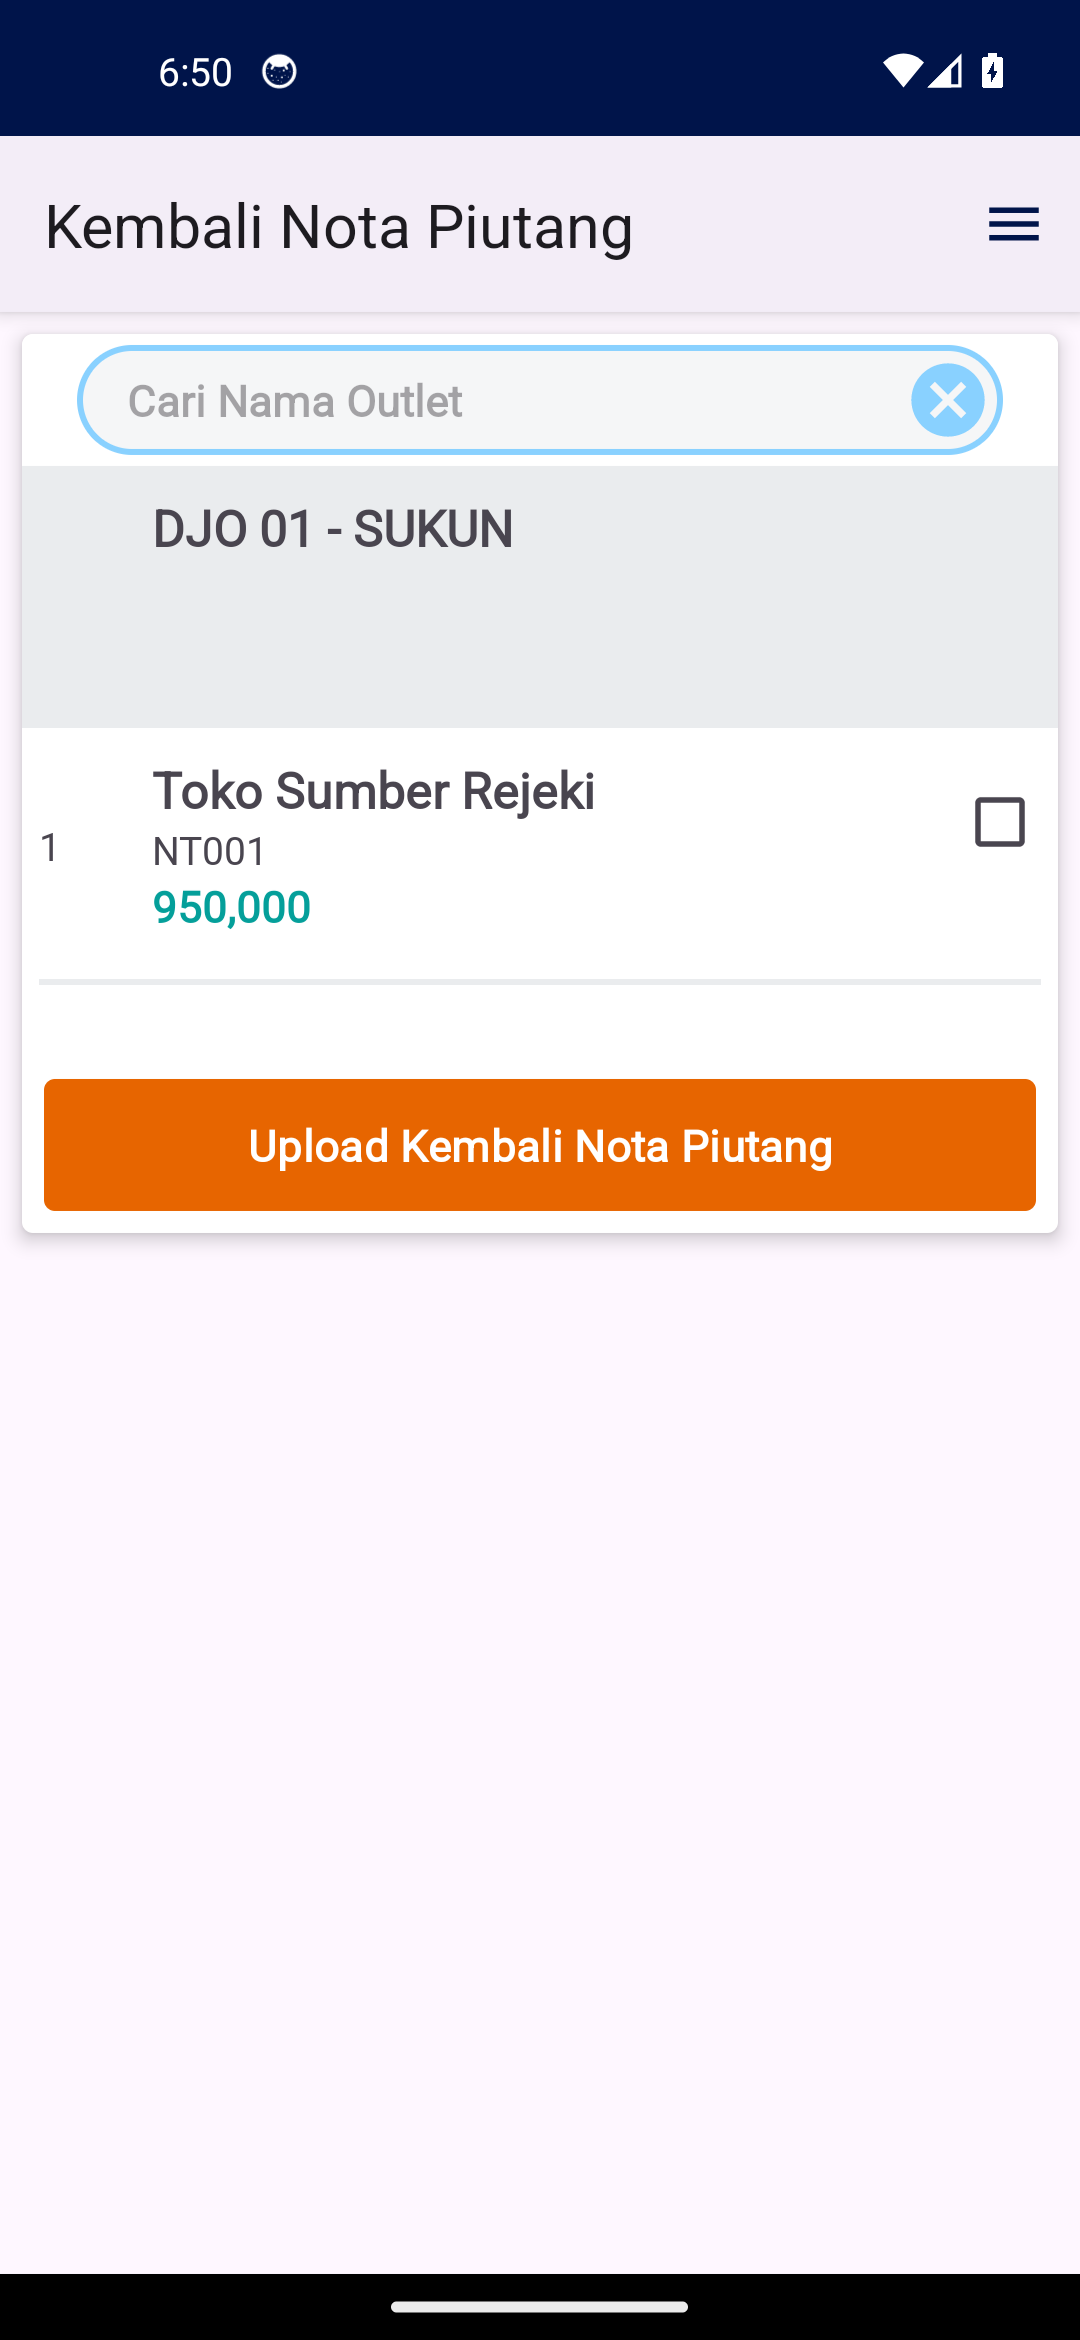 6:50
Kembali Nota Piutang
Cari Nama Outlet
DJO 01 - SUKUN
Toko Sumber Rejeki
1
NT001
950,000
Upload Kembali Nota Piutang